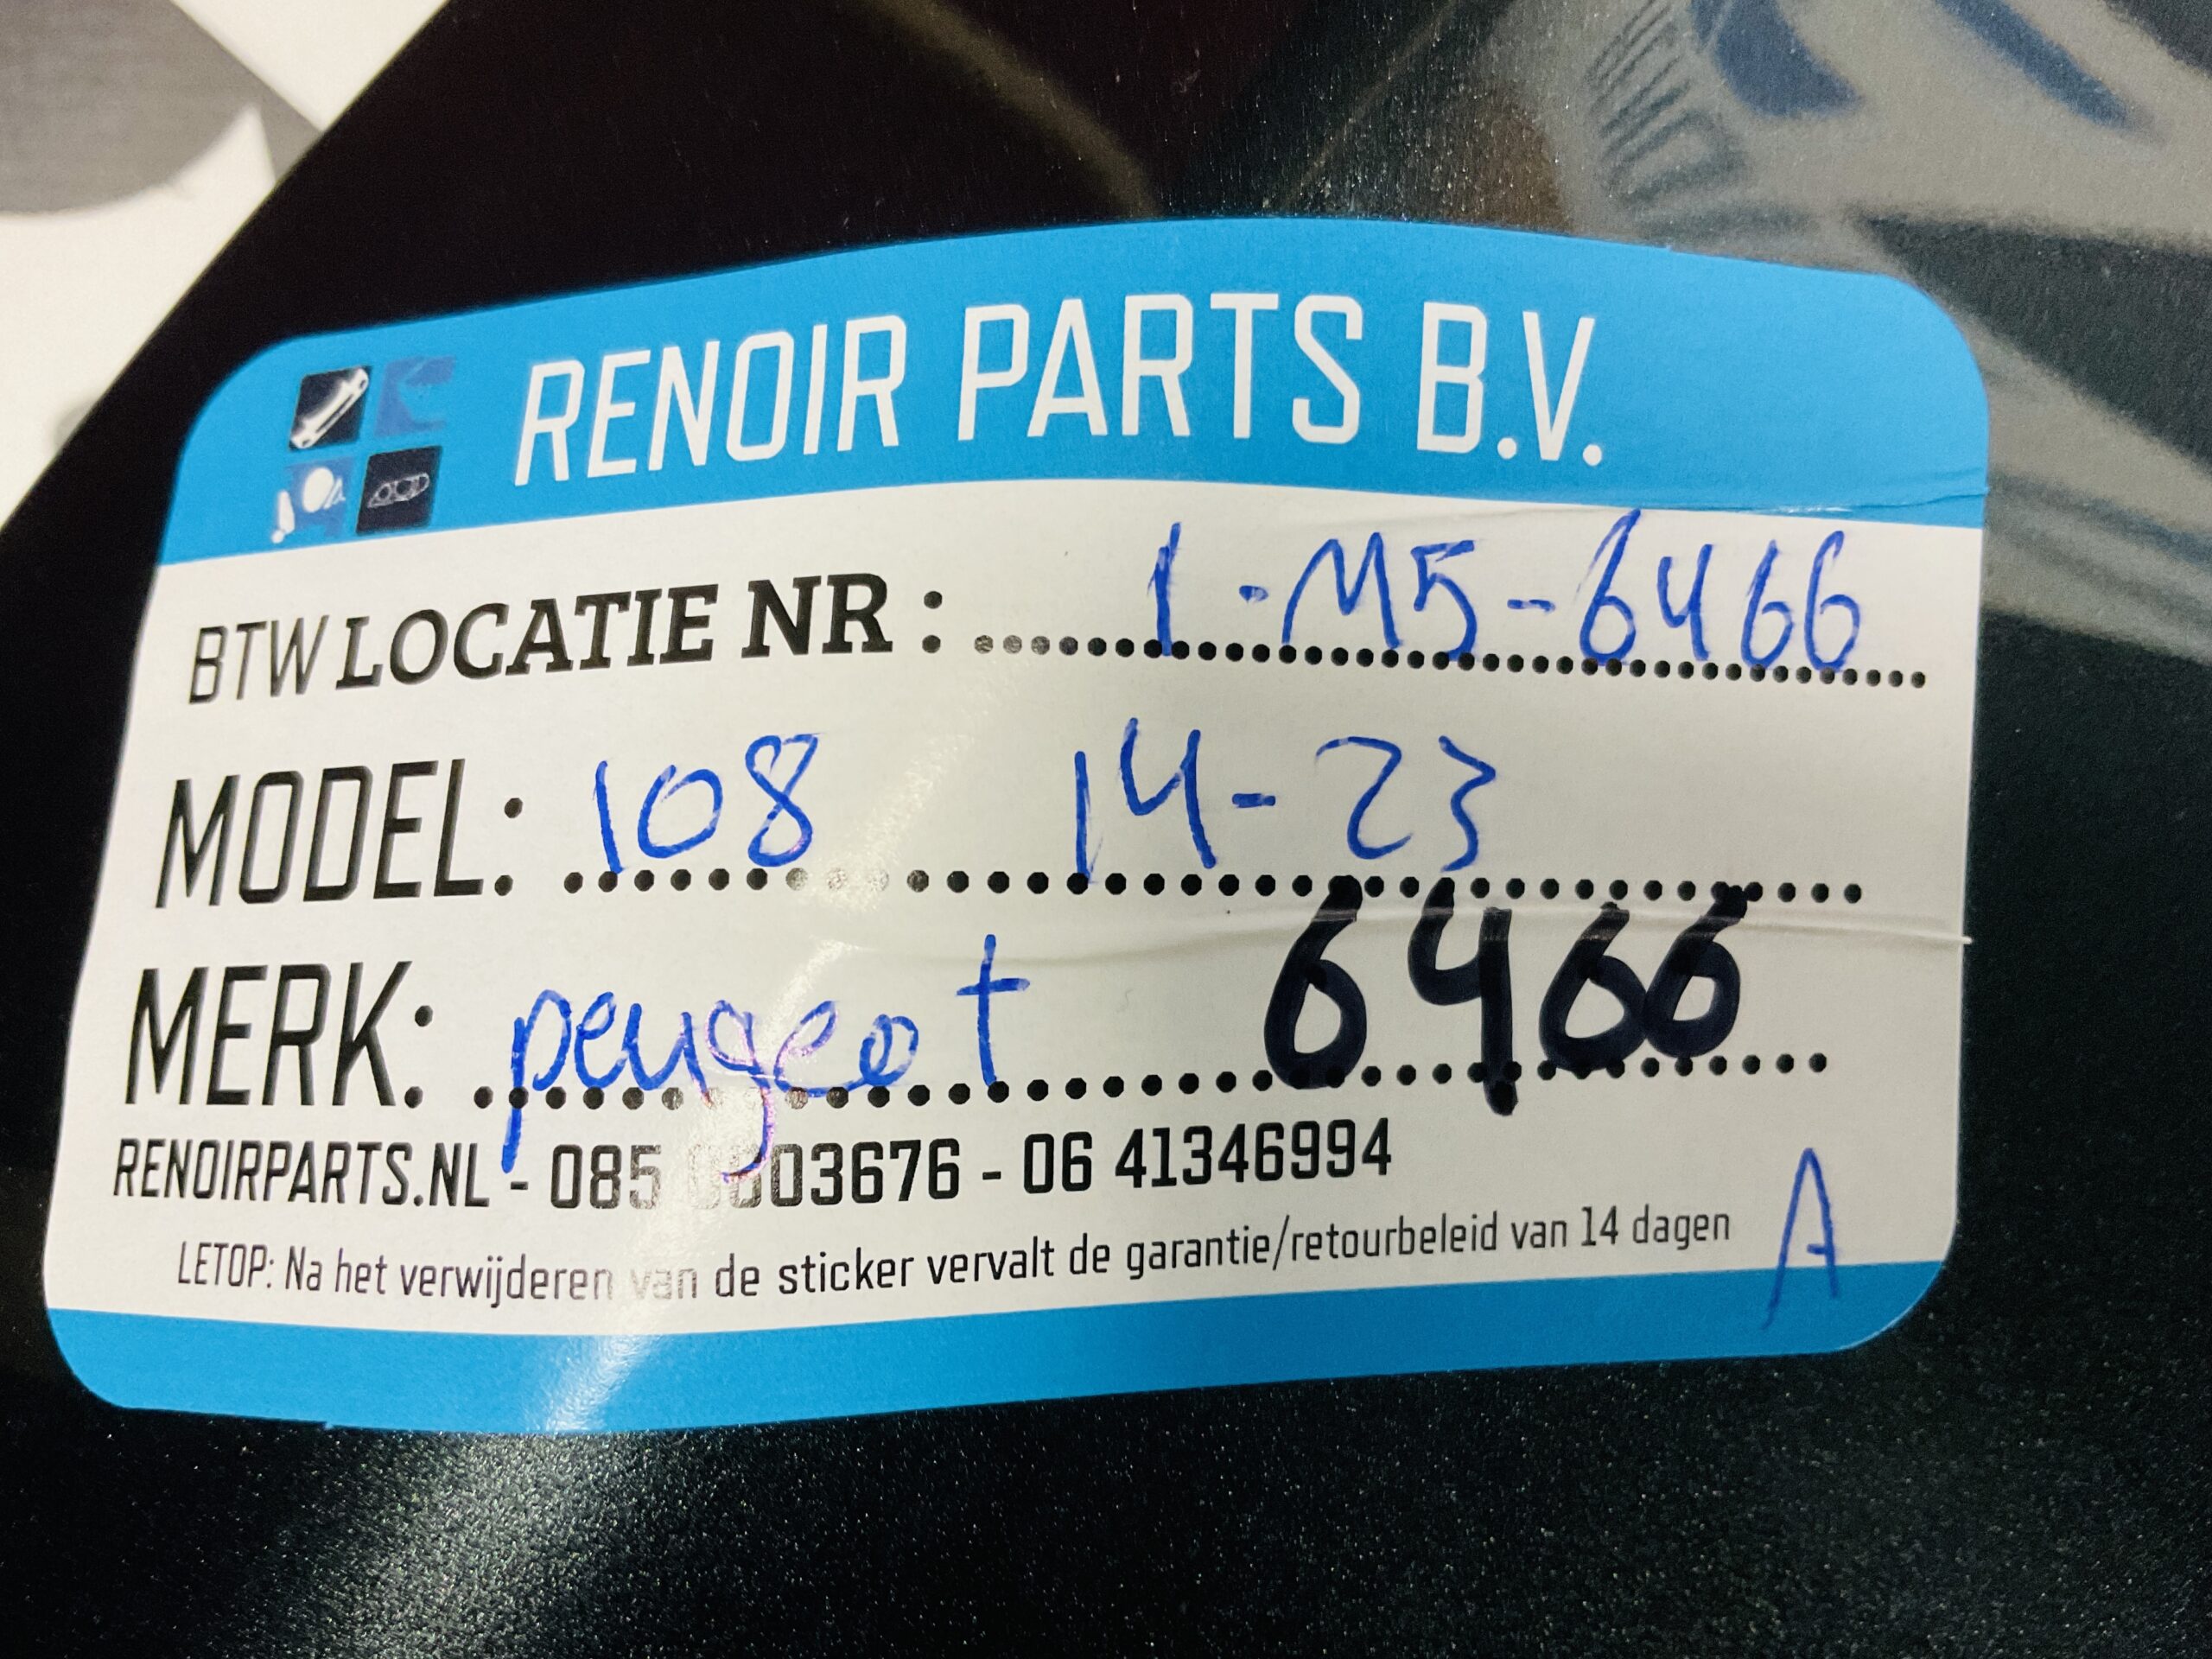 RENOIR PARTS B.V.
BTW LOCATIE NR : 1-M5-6466
MODEL: 108 14-23
MERK: peugeot 6466
RENOIRPARTS.NL - 085 - 06 41346994
LETOP: Na het verwijderen van de sticker vervalt de garantie/retourbeleid van 14 dagen
A